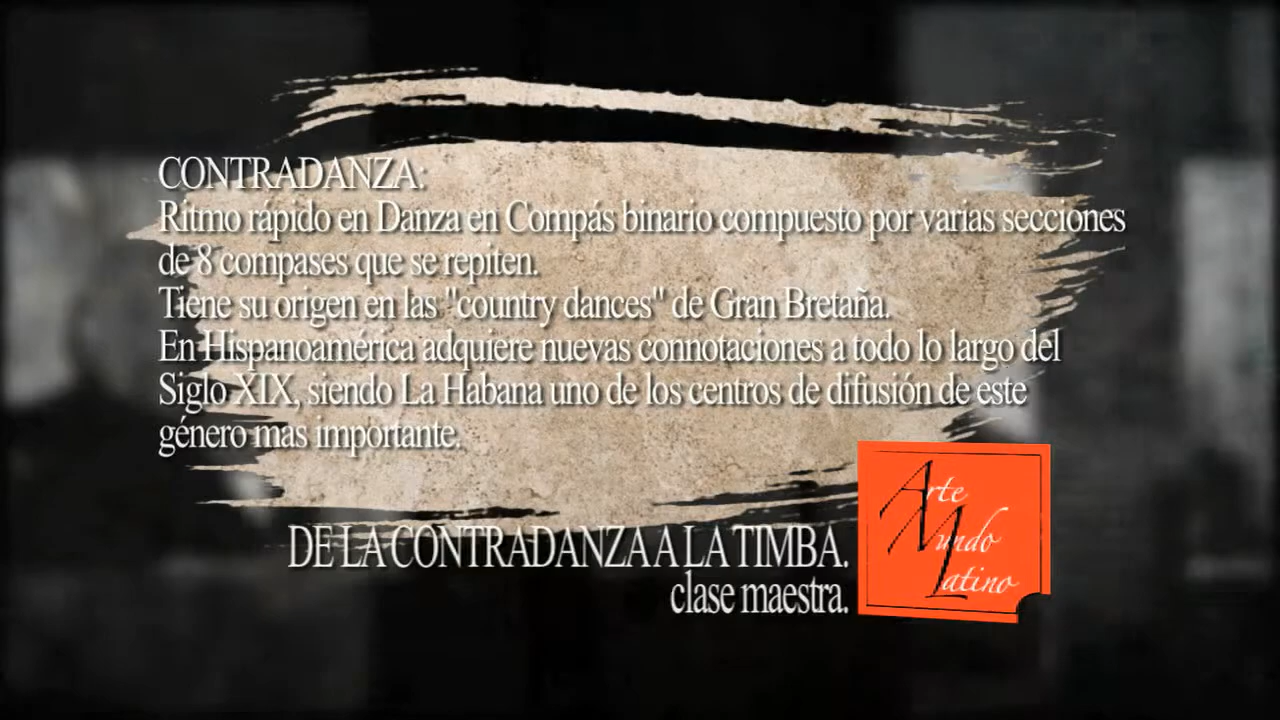 CONTRADANZA:
Ritmo rápido en Danza en Compás binario compuesto por varias secciones
de 8 compases que se repiten.
Tiene su origen en las "country dances" de Gran Bretaña.
En Hispanoamérica adquiere nuevas connotaciones a todo lo largo del
Siglo XIX, siendo La Habana uno de los centros de difusión de este
género mas importante.
DE LA CONTRADANZA A LA TIMBA.
clase maestra.
Arte
Mundo
Latino